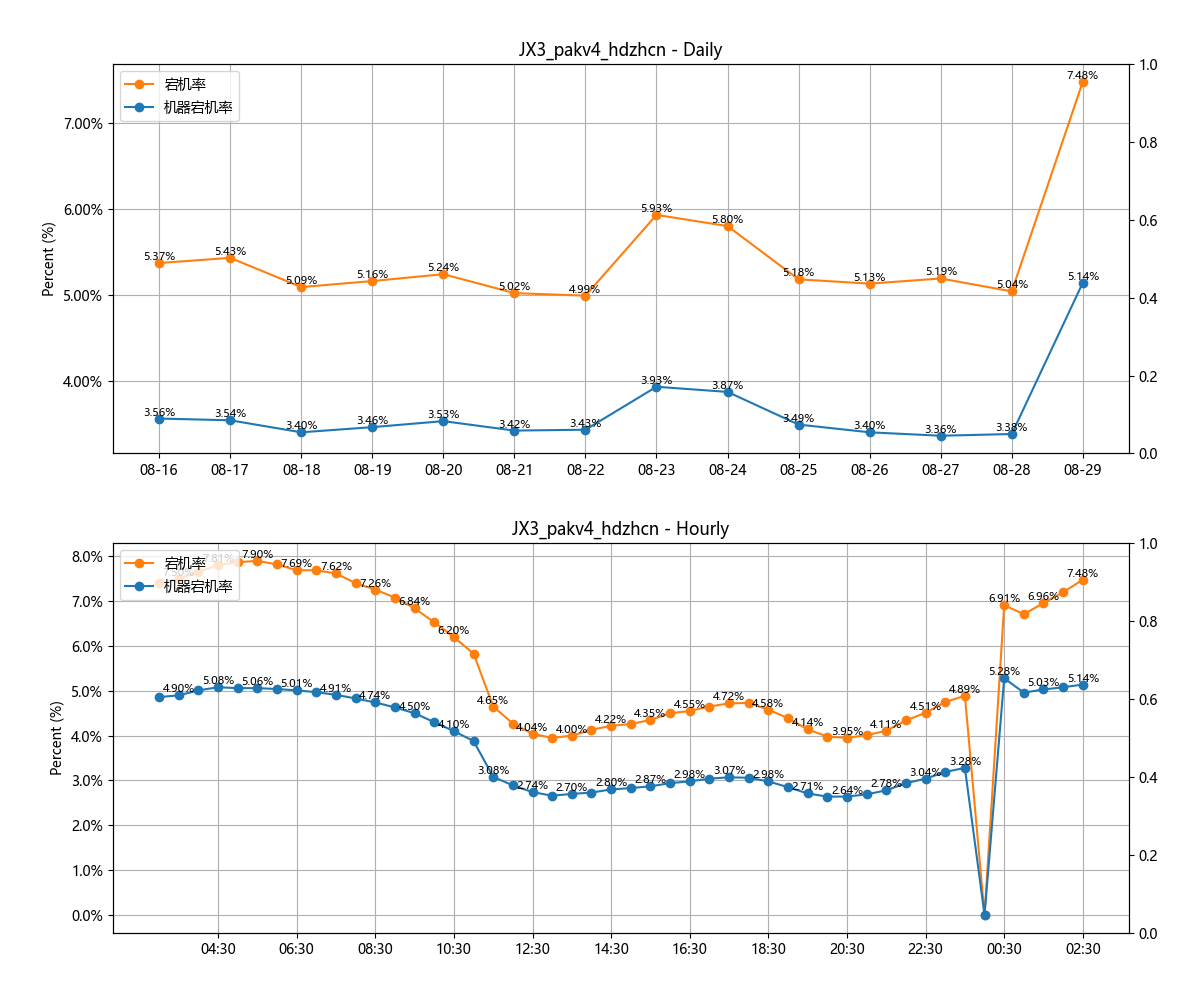 JX3_pakv4_hdzhcn - Daily
宕机率
机器宕机率
Percent (%)
7.00%
6.00%
5.00%
4.00%
1.0
0.8
0.6
0.4
0.2
0.0
5.37% 5.43% 5.09% 5.16% 5.24% 5.02% 4.99% 5.93% 5.80% 5.18% 5.13% 5.19% 5.04% 7.48%
3.56% 3.54% 3.40% 3.46% 3.53% 3.42% 3.43% 3.93% 3.87% 3.49% 3.40% 3.36% 3.38% 5.14%
08-16 08-17 08-18 08-19 08-20 08-21 08-22 08-23 08-24 08-25 08-26 08-27 08-28 08-29
JX3_pakv4_hdzhcn - Hourly
宕机率
机器宕机率
Percent (%)
8.0%
7.0%
6.0%
5.0%
4.0%
3.0%
2.0%
1.0%
0.0%
1.0
0.8
0.6
0.4
0.2
0.0
7.81% 7.90% 7.69% 7.62% 7.26% 6.84% 6.20% 4.65% 4.04% 4.00% 4.22% 4.35% 4.55% 4.72% 4.58% 4.14% 3.95% 4.11% 4.51% 4.89% 6.91% 6.96% 7.48%
4.90% 5.08% 5.06% 5.01% 4.91% 4.74% 4.50% 4.10% 3.08% 2.74% 2.70% 2.80% 2.87% 2.98% 3.07% 2.98% 2.71% 2.64% 2.78% 3.04% 3.28% 5.28% 5.03% 5.14%
04:30 06:30 08:30 10:30 12:30 14:30 16:30 18:30 20:30 22:30 00:30 02:30